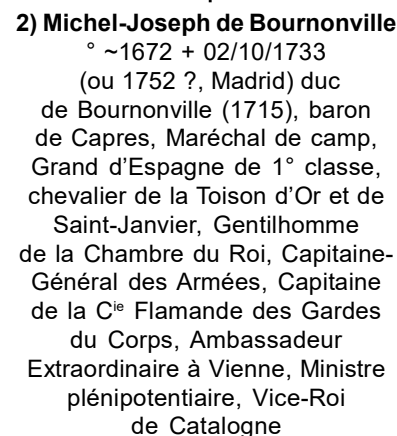 2) Michel-Joseph de Bournonville
° ~1672 + 02/10/1733
(ou 1752 ?, Madrid) duc
de Bournonville (1715), baron
de Capres, Maréchal de camp,
Grand d’Espagne de 1° classe,
chevalier de la Toison d’Or et de
Saint-Janvier, Gentilhomme
de la Chambre du Roi, Capitaine-
Général des Armées, Capitaine
de la Cie Flamande des Gardes
du Corps, Ambassadeur
Extraordinaire à Vienne, Ministre
plénipotentiaire, Vice-Roi
de Catalogne